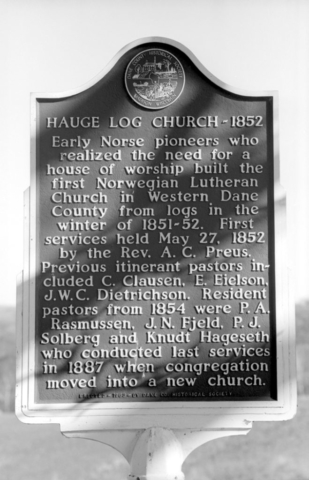 HAUGE LOG CHURCH - 1852
Early Norse pioneers who
realized the need for a
house of worship built the
first Norwegian Lutheran
Church in Western Dane
County from logs in the
winter of 1851-52. First
services held May 27, 1852
by the Rev. A. C. Preus.
Previous itinerant pastors in-
cluded C. Clausen, E. Eielson,
J.W.C. Dietrichson. Resident
pastors from 1854 were P. A.
Rasmussen, J. N. Fjeld, P. J.
Solberg and Knudt Hageseth
who conducted last services
in 1887 when congregation
moved into a new church.
HISTORICAL SOCIETY